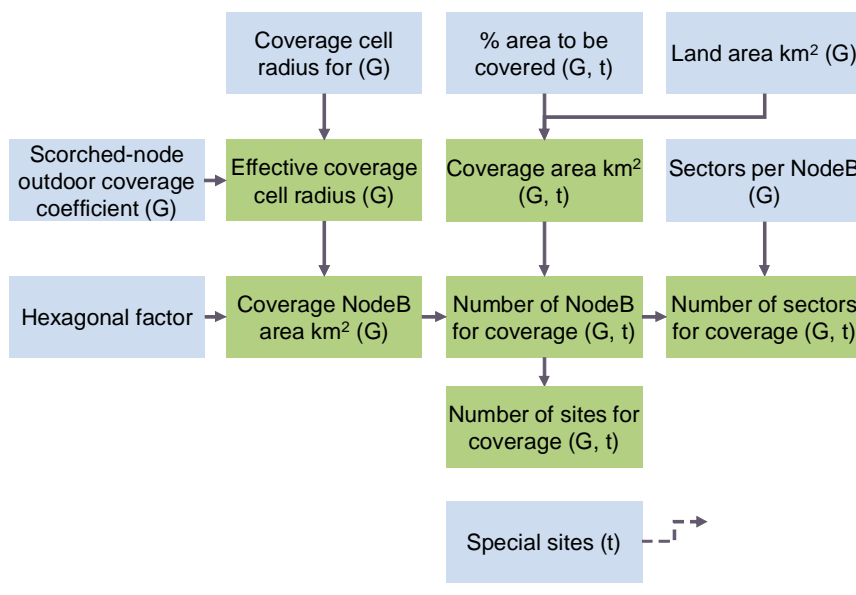 Coverage cell
radius for (G)
% area to be
covered (G, t)
Land area km² (G)
Scorched-node
outdoor coverage
coefficient (G)
Effective coverage
cell radius (G)
Coverage area km²
(G, t)
Sectors per NodeB
(G)
Hexagonal factor
Coverage NodeB
area km² (G)
Number of NodeB
for coverage (G, t)
Number of sectors
for coverage (G, t)
Number of sites for
coverage (G, t)
Special sites (t)